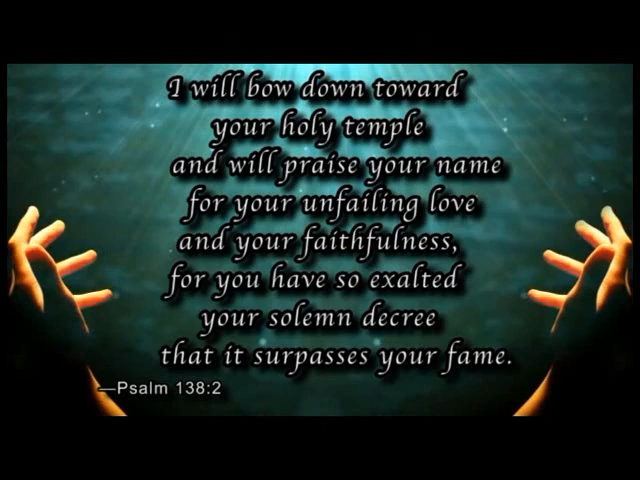 I will bow down toward
your holy temple
and will praise your name
for your unfailing love
and your faithfulness,
for you have so exalted
your solemn decree
that it surpasses your fame.
—Psalm 138:2